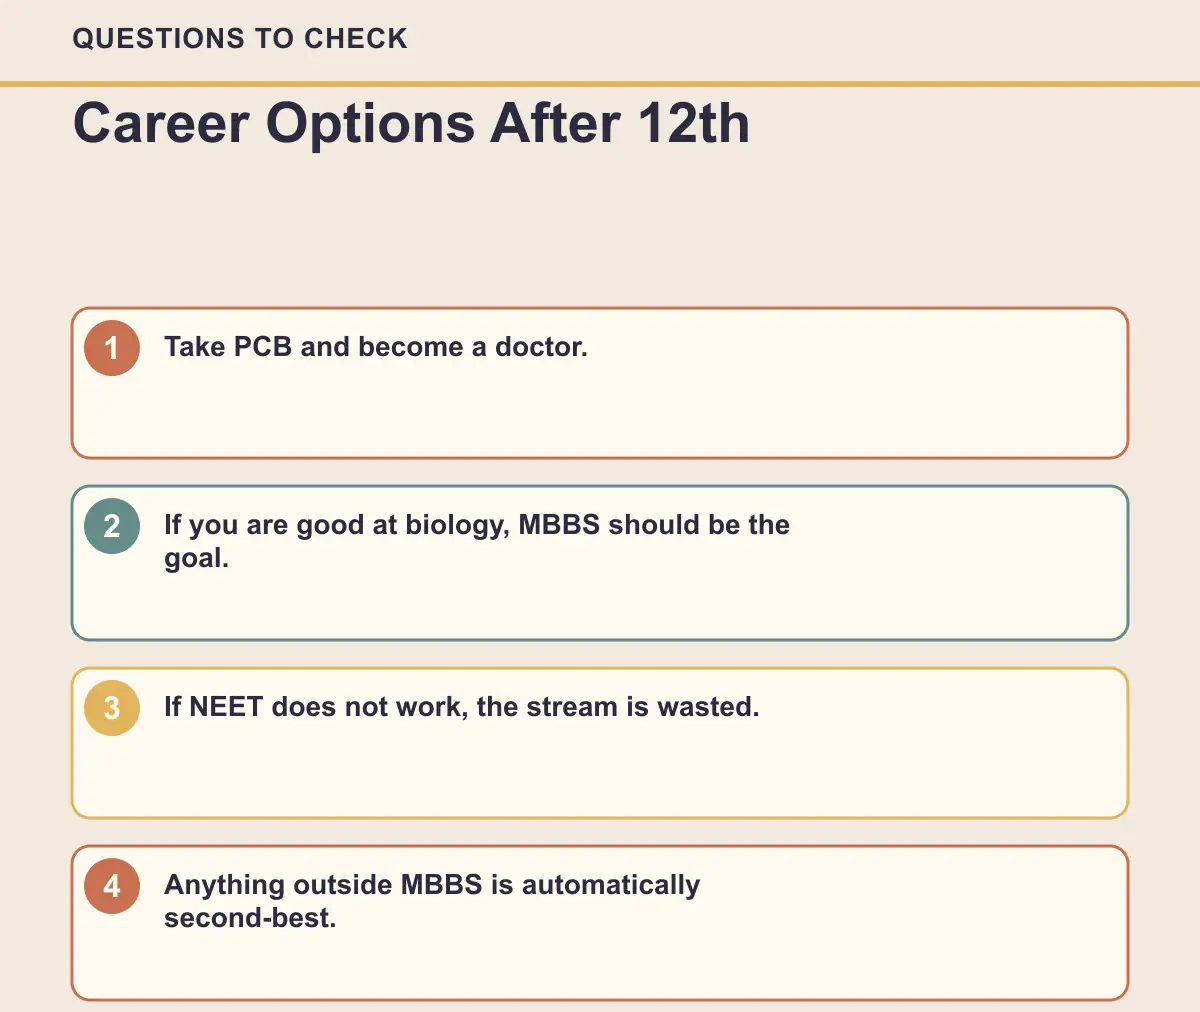 QUESTIONS TO CHECK
Career Options After 12th
1
Take PCB and become a doctor.
2
If you are good at biology, MBBS should be the
goal.
3
If NEET does not work, the stream is wasted.
4
Anything outside MBBS is automatically
second-best.